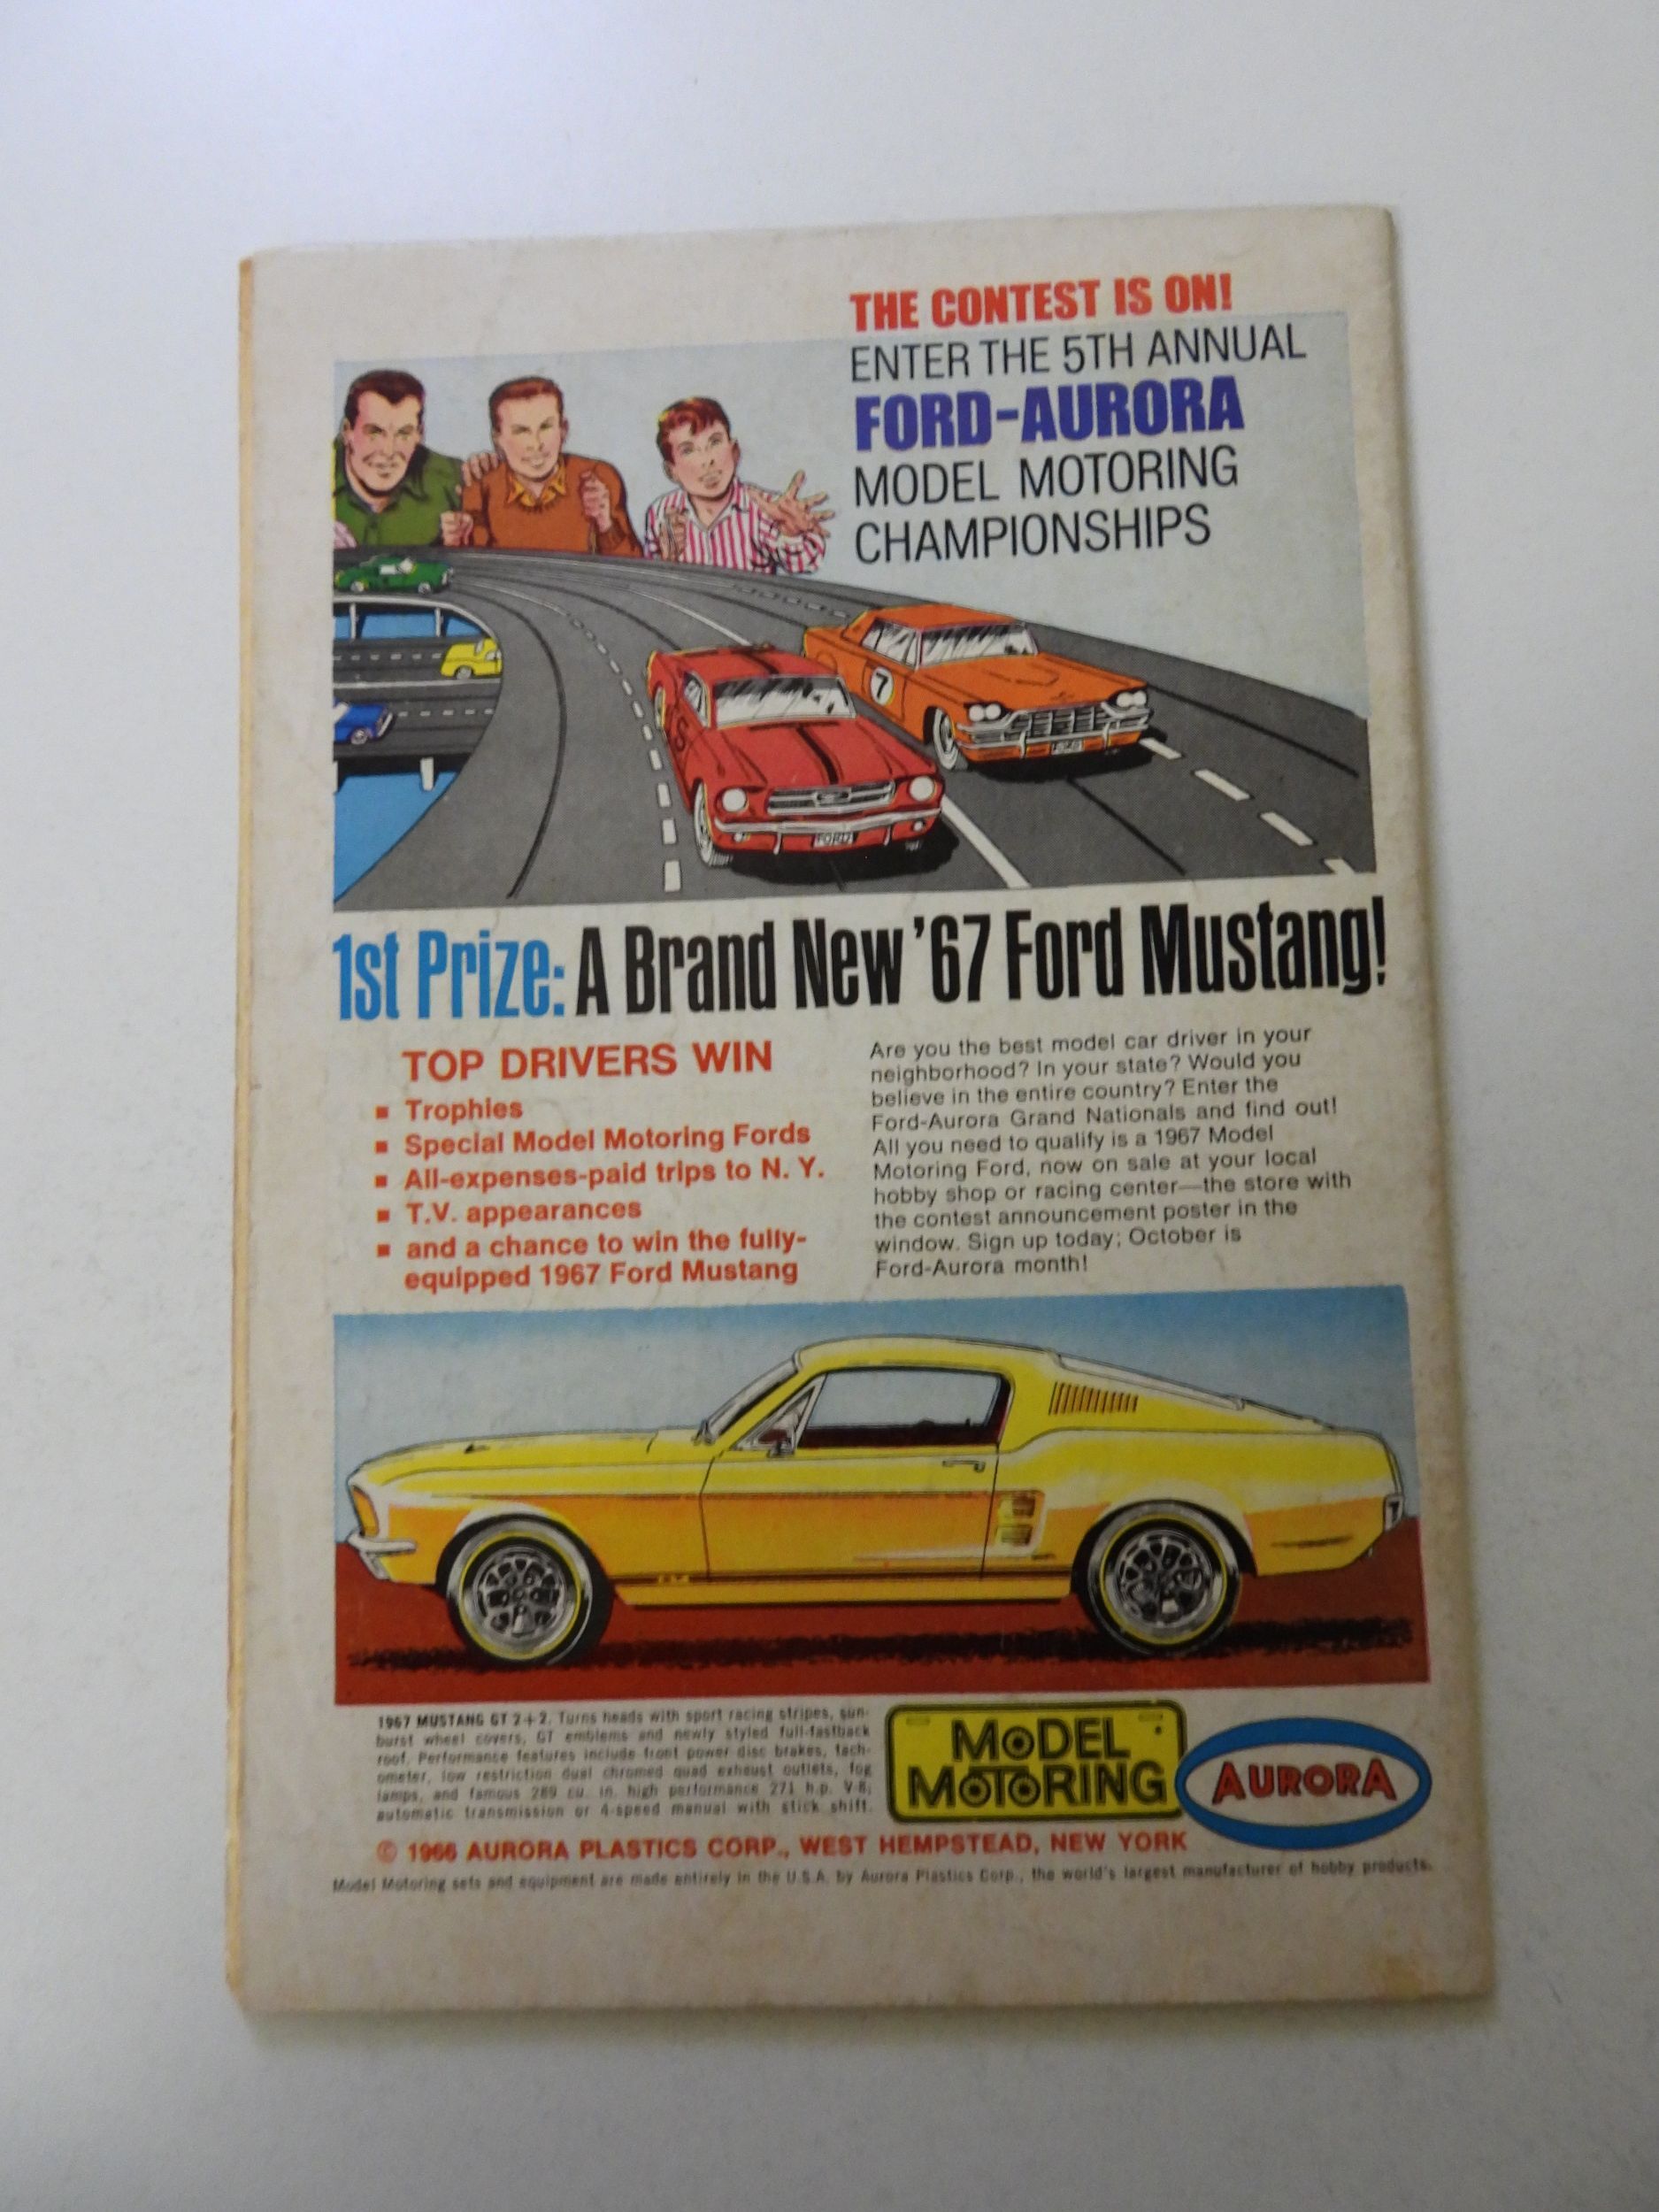 THE CONTEST IS ON!
ENTER THE 5TH ANNUAL
FORD-AURORA
MODEL MOTORING
CHAMPIONSHIPS
7
FORD
1st Prize: A Brand New '67 Ford Mustang!
TOP DRIVERS WIN
▪ Trophies
▪ Special Model Motoring Fords
▪ All-expenses-paid trips to N. Y.
▪ T.V. appearances
▪ and a chance to win the fully-
equipped 1967 Ford Mustang
Are you the best model car driver in your
neighborhood? In your state? Would you
believe in the entire country? Enter the
Ford-Aurora Grand Nationals and find out!
All you need to qualify is a 1967 Model
Motoring Ford, now on sale at your local
hobby shop or racing center—the store with
the contest announcement poster in the
window. Sign up today; October is
Ford-Aurora month!
1967 MUSTANG GT 2+2. Turns heads with sport racing stripes, sun-
burst wheel covers, GT emblems and newly styled full-fastback
roof. Performance features include front power disc brakes, tach-
ometer, low restriction dual chromed quad exhaust outlets, fog
lamps, and famous 289 cu. in. high performance 271 h.p. V-8;
automatic transmission or 4-speed manual with stick shift.
MODEL
MOTORING
AURORA
© 1966 AURORA PLASTICS CORP., WEST HEMPSTEAD, NEW YORK
Model Motoring sets and equipment are made entirely in the U.S.A. by Aurora Plastics Corp., the world's largest manufacturer of hobby products.